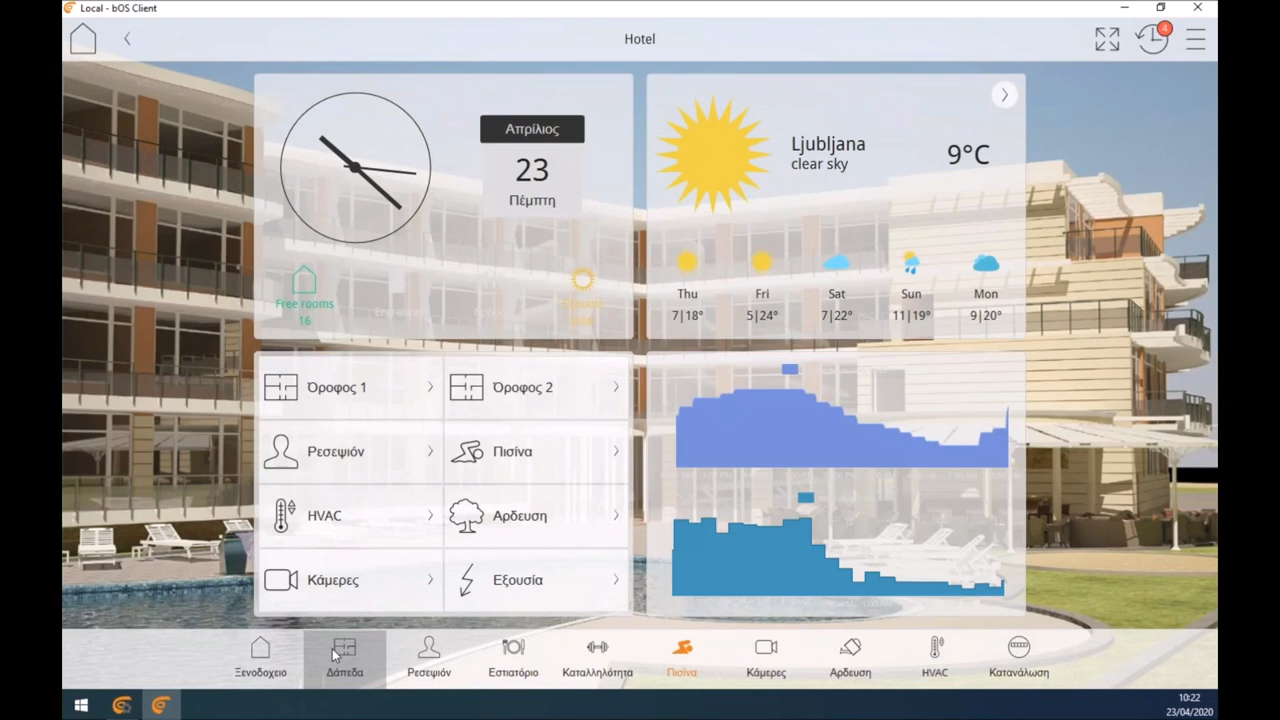 Local - bOS Client
Hotel
4
Απρίλιος
23
Πέμπτη
Free rooms
16
Ljubljana
clear sky
9°C
Thu Fri Sat Sun Mon
7|18° 5|24° 7|22° 11|19° 9|20°
Όροφος 1
Όροφος 2
Ρεσεψιόν
Πισίνα
HVAC
Αρδευση
Κάμερες
Εξουσία
Ξενοδοχειο Δάπεδα Ρεσεψιόν Εστιατόριο Καταλληλότητα Πισίνα Κάμερες Αρδευση HVAC Κατανάλωση
10:22
23/04/2020